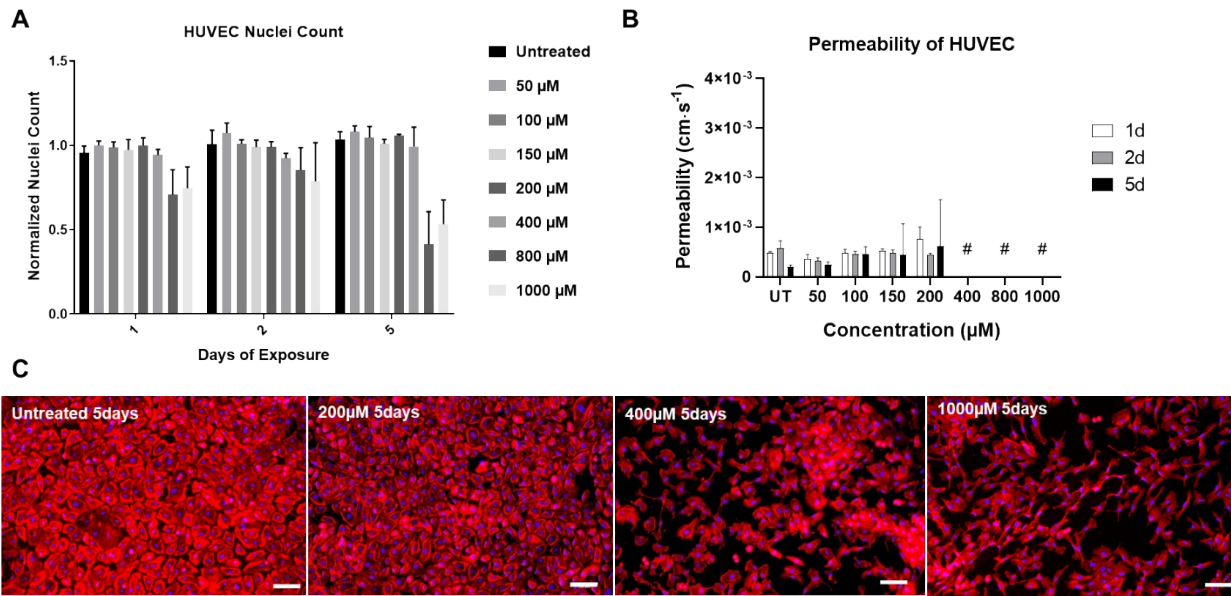 A
HUVEC Nuclei Count
Normalized Nuclei Count
1.5
1.0
0.5
0.0
1
2
5
Days of Exposure
Untreated
50 µM
100 µM
150 µM
200 µM
400 µM
800 µM
1000 µM
B
Permeability of HUVEC
Permeability (cm·s⁻¹)
4×10⁻³
3×10⁻³
2×10⁻³
1×10⁻³
0
# # #
UT 50 100 150 200 400 800 1000
Concentration (µM)
1d
2d
5d
C
Untreated 5days
200µM 5days
400µM 5days
1000µM 5days